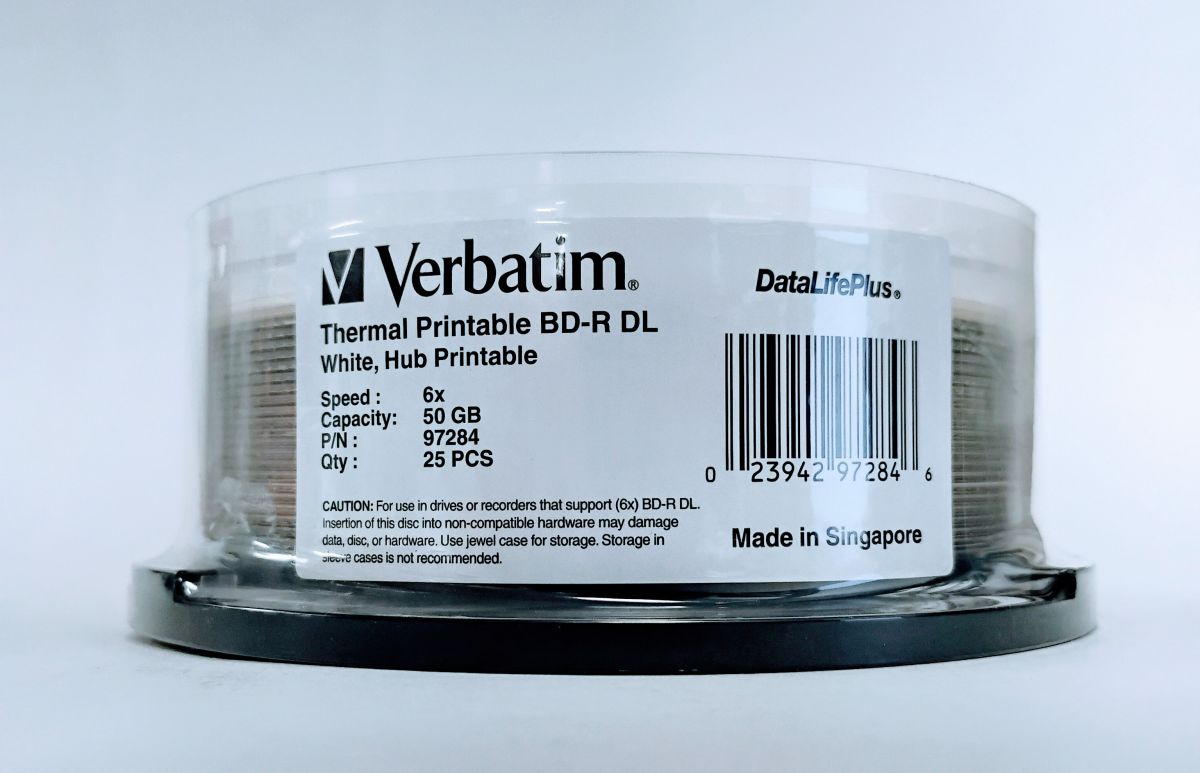 Verbatim®
Thermal Printable BD-R DL
White, Hub Printable
Speed : 6x
Capacity: 50 GB
P/N : 97284
Qty : 25 PCS
CAUTION: For use in drives or recorders that support (6x) BD-R DL.
Insertion of this disc into non-compatible hardware may damage
data, disc, or hardware. Use jewel case for storage. Storage in
sleeve cases is not recommended.
DataLifePlus®
0 23942 97284 6
Made in Singapore